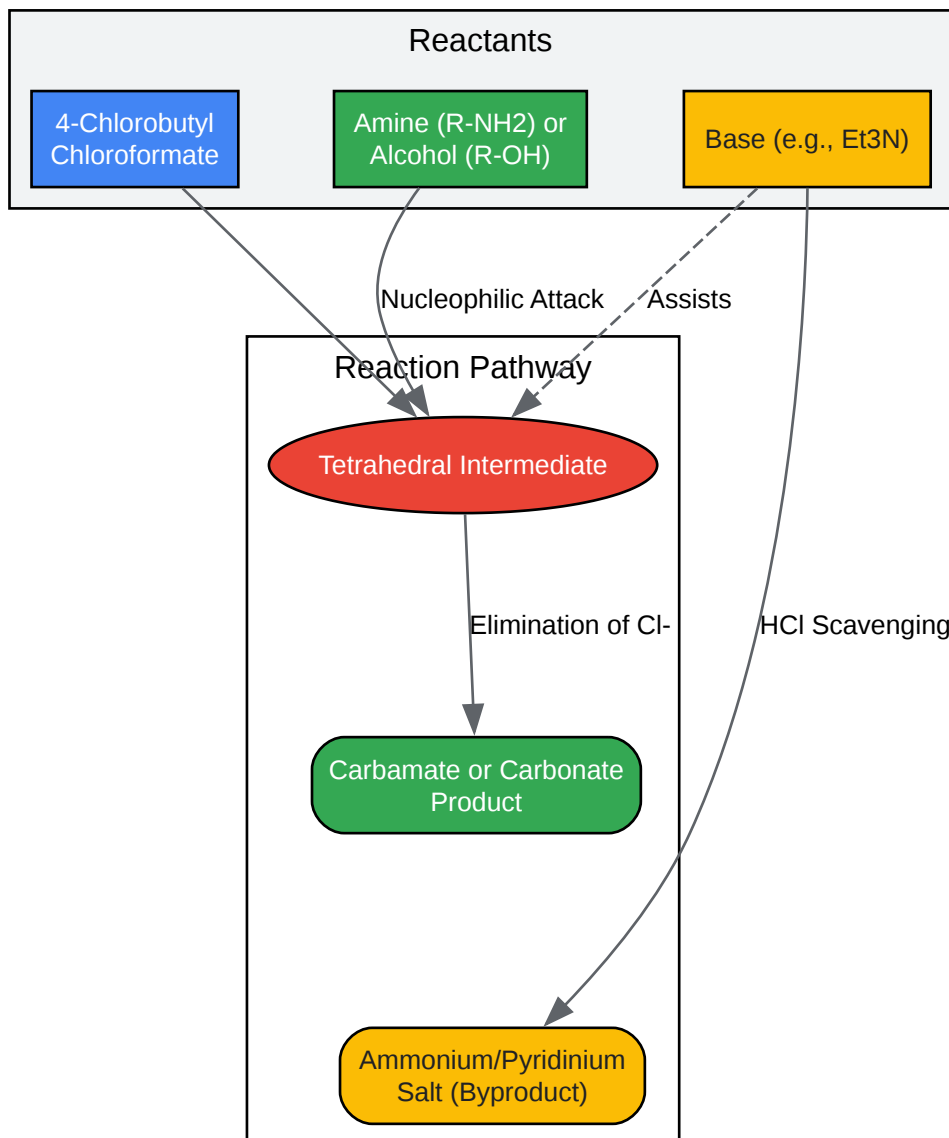 Reactants
4-Chlorobutyl
Chloroformate
Amine (R-NH2) or
Alcohol (R-OH)
Base (e.g., Et3N)
Nucleophilic Attack
Assists
Reaction Pathway
Tetrahedral Intermediate
Elimination of Cl-
HCl Scavenging
Carbamate or Carbonate
Product
Ammonium/Pyridinium
Salt (Byproduct)